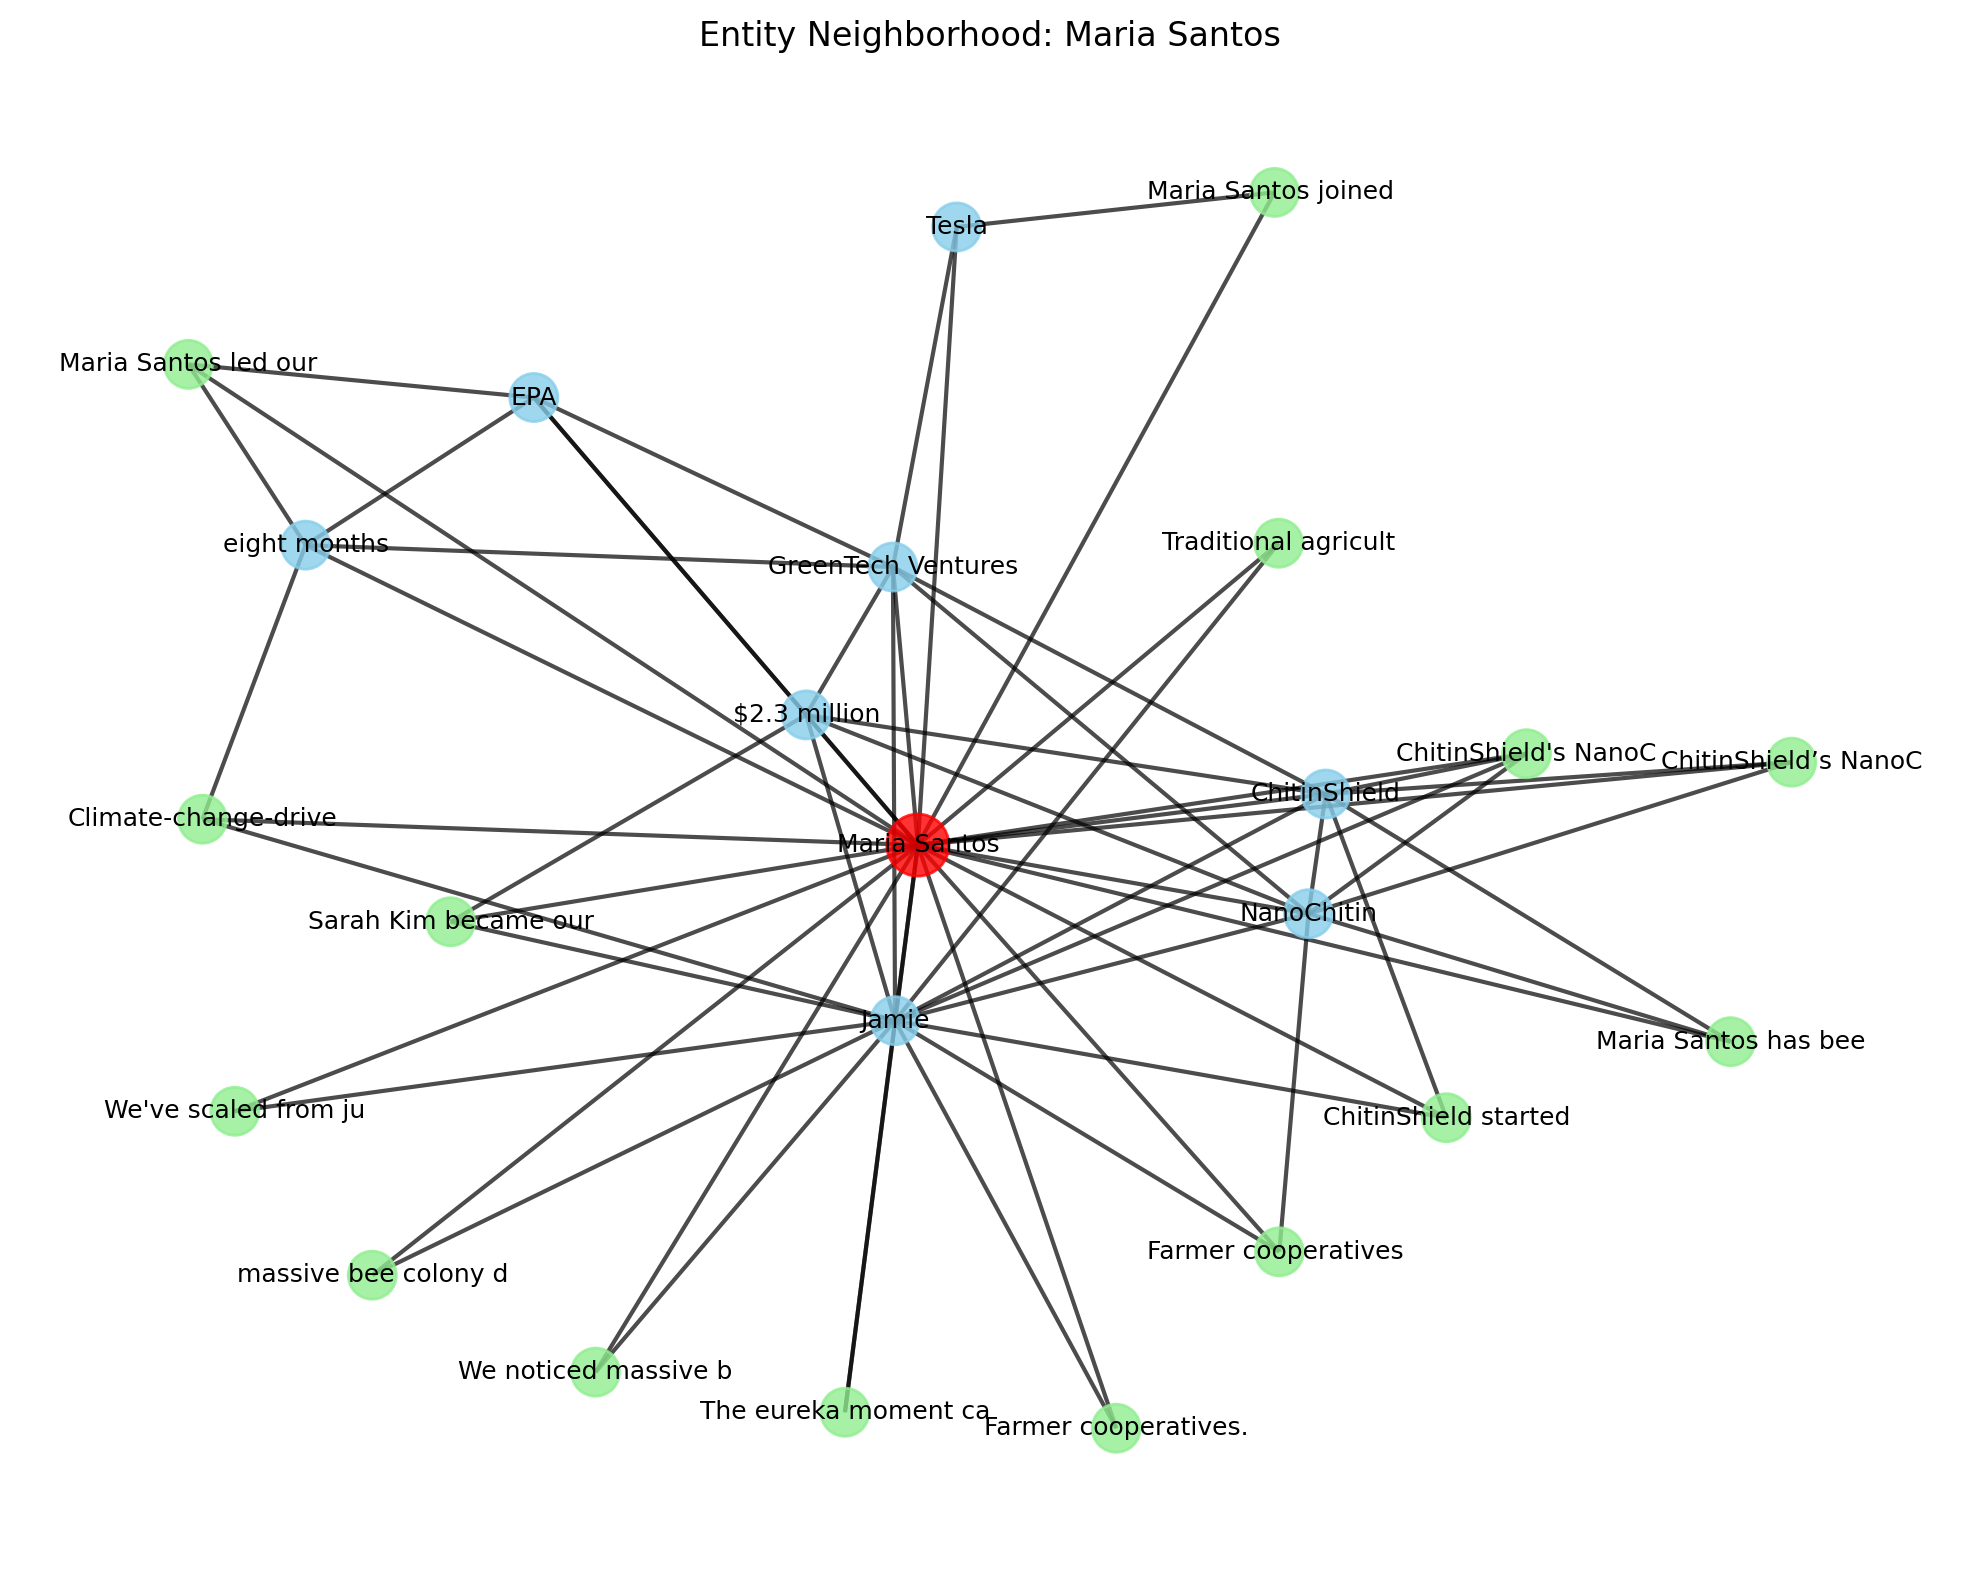 Entity Neighborhood: Maria Santos
Maria Santos joined
Tesla
Maria Santos led our
EPA
Traditional agricult
eight months
GreenTech Ventures
$2.3 million
ChitinShield's NanoC
ChitinShield’s NanoC
ChitinShield
Climate-change-drive
Maria Santos
NanoChitin
Sarah Kim became our
Jamie
Maria Santos has bee
We've scaled from ju
ChitinShield started
Farmer cooperatives
massive bee colony d
We noticed massive b
The eureka moment ca
Farmer cooperatives.